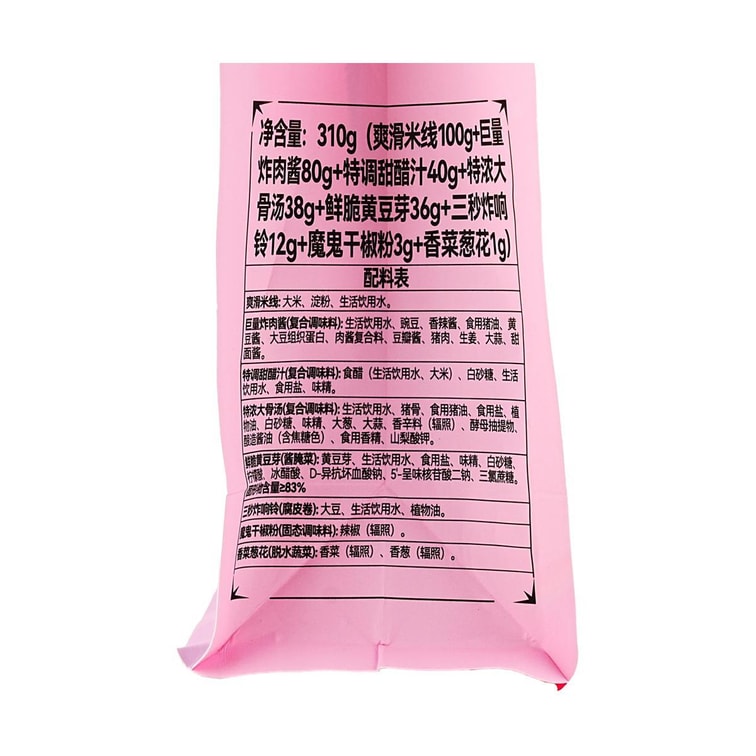 净含量：310g（爽滑米线100g+巨量
炸肉酱80g+特调甜醋汁40g+特浓大
骨汤38g+鲜脆黄豆芽36g+三秒炸响
铃12g+魔鬼干椒粉3g+香菜葱花1g)
配料表
爽滑米线:大米、淀粉、生活饮用水。
巨量炸肉酱(复合调味料):生活饮用水、豌豆、香辣酱、食用猪油、黄
豆酱、大豆组织蛋白、肉酱复合料、豆瓣酱、猪肉、生姜、大蒜、甜
面酱。
特调甜醋汁(复合调味料):食醋（生活饮用水、大米）、白砂糖、生活
饮用水、食用盐、味精。
特浓大骨汤(复合调味料):生活饮用水、猪骨、食用猪油、食用盐、植
物油、白砂糖、味精、大葱、大蒜、香辛料（辐照）、酵母抽提物、
酿造酱油（含焦糖色）、食用香精、山梨酸钾。
鲜脆黄豆芽(酱腌菜):黄豆芽、生活饮用水、食用盐、味精、白砂糖、
柠檬酸、冰醋酸、D-异抗坏血酸钠、5'-呈味核苷酸二钠、三氯蔗糖。
含量≥83%
三秒炸响铃(腐皮卷):大豆、生活饮用水、植物油。
魔鬼干椒粉(固态调味料):辣椒（辐照）。
香菜葱花(脱水蔬菜):香菜（辐照）、香葱（辐照）。